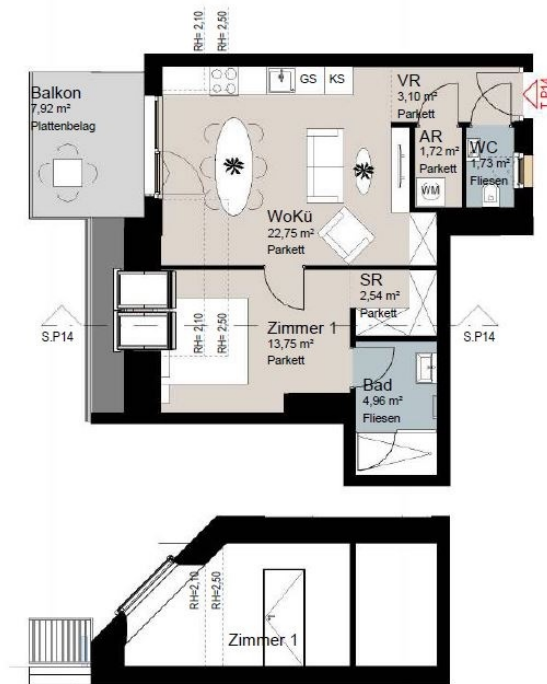 RH= 2,10
RH= 2,50
Balkon
7,92 m²
Plattenbelag
GS
KS
VR
3,10 m²
Parkett
T.P14
AR
1,72 m²
Parkett
WM
WC
1,73 m²
Fliesen
WoKü
22,75 m²
Parkett
SR
2,54 m²
Parkett
S.P14
S.P14
RH= 2,10
RH= 2,50
Zimmer 1
13,75 m²
Parkett
Bad
4,96 m²
Fliesen
RH=2,10
RH=2,50
Zimmer 1